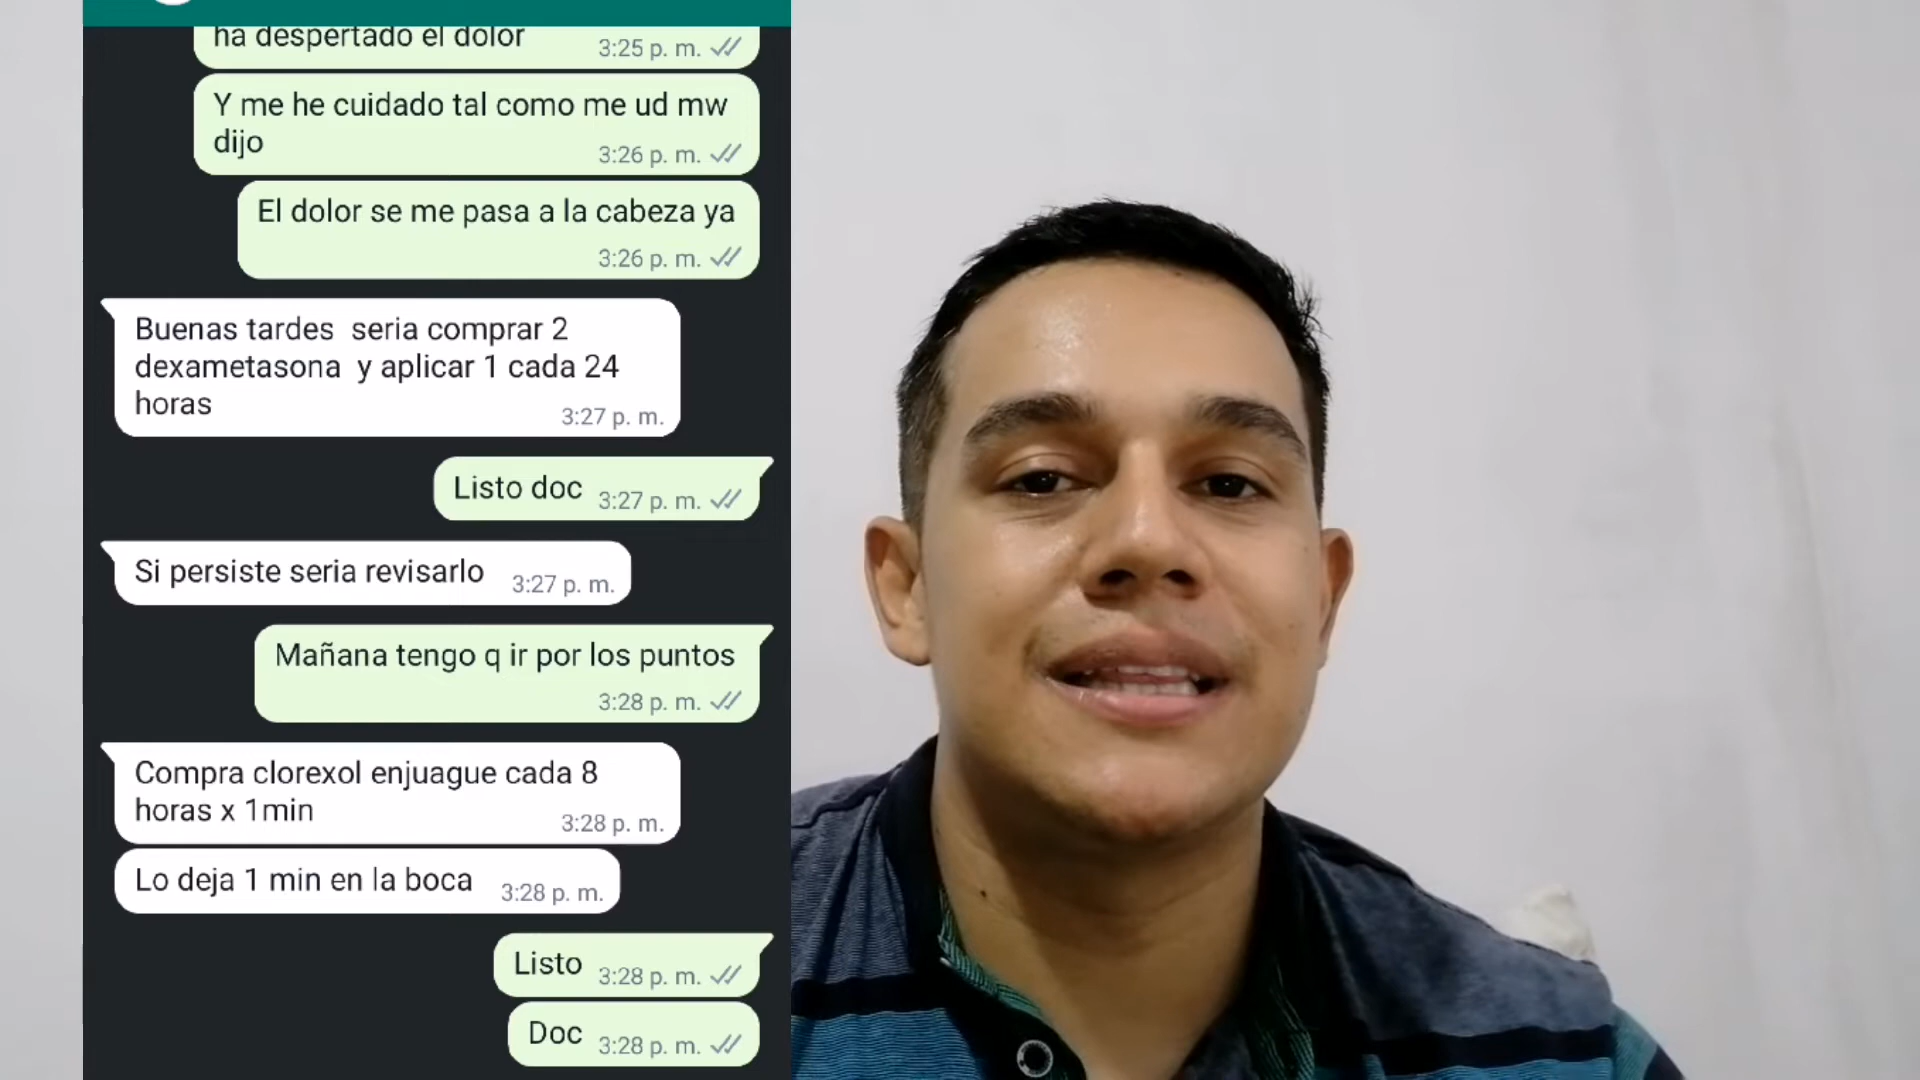 ha despertado el dolor
3:25 p. m.
Y me he cuidado tal como me ud mw
dijo
3:26 p. m.
El dolor se me pasa a la cabeza ya
3:26 p. m.
Buenas tardes seria comprar 2
dexametasona y aplicar 1 cada 24
horas
3:27 p. m.
Listo doc
3:27 p. m.
Si persiste seria revisarlo
3:27 p. m.
Mañana tengo q ir por los puntos
3:28 p. m.
Compra clorexol enjuague cada 8
horas x 1min
3:28 p. m.
Lo deja 1 min en la boca
3:28 p. m.
Listo
3:28 p. m.
Doc
3:28 p. m.